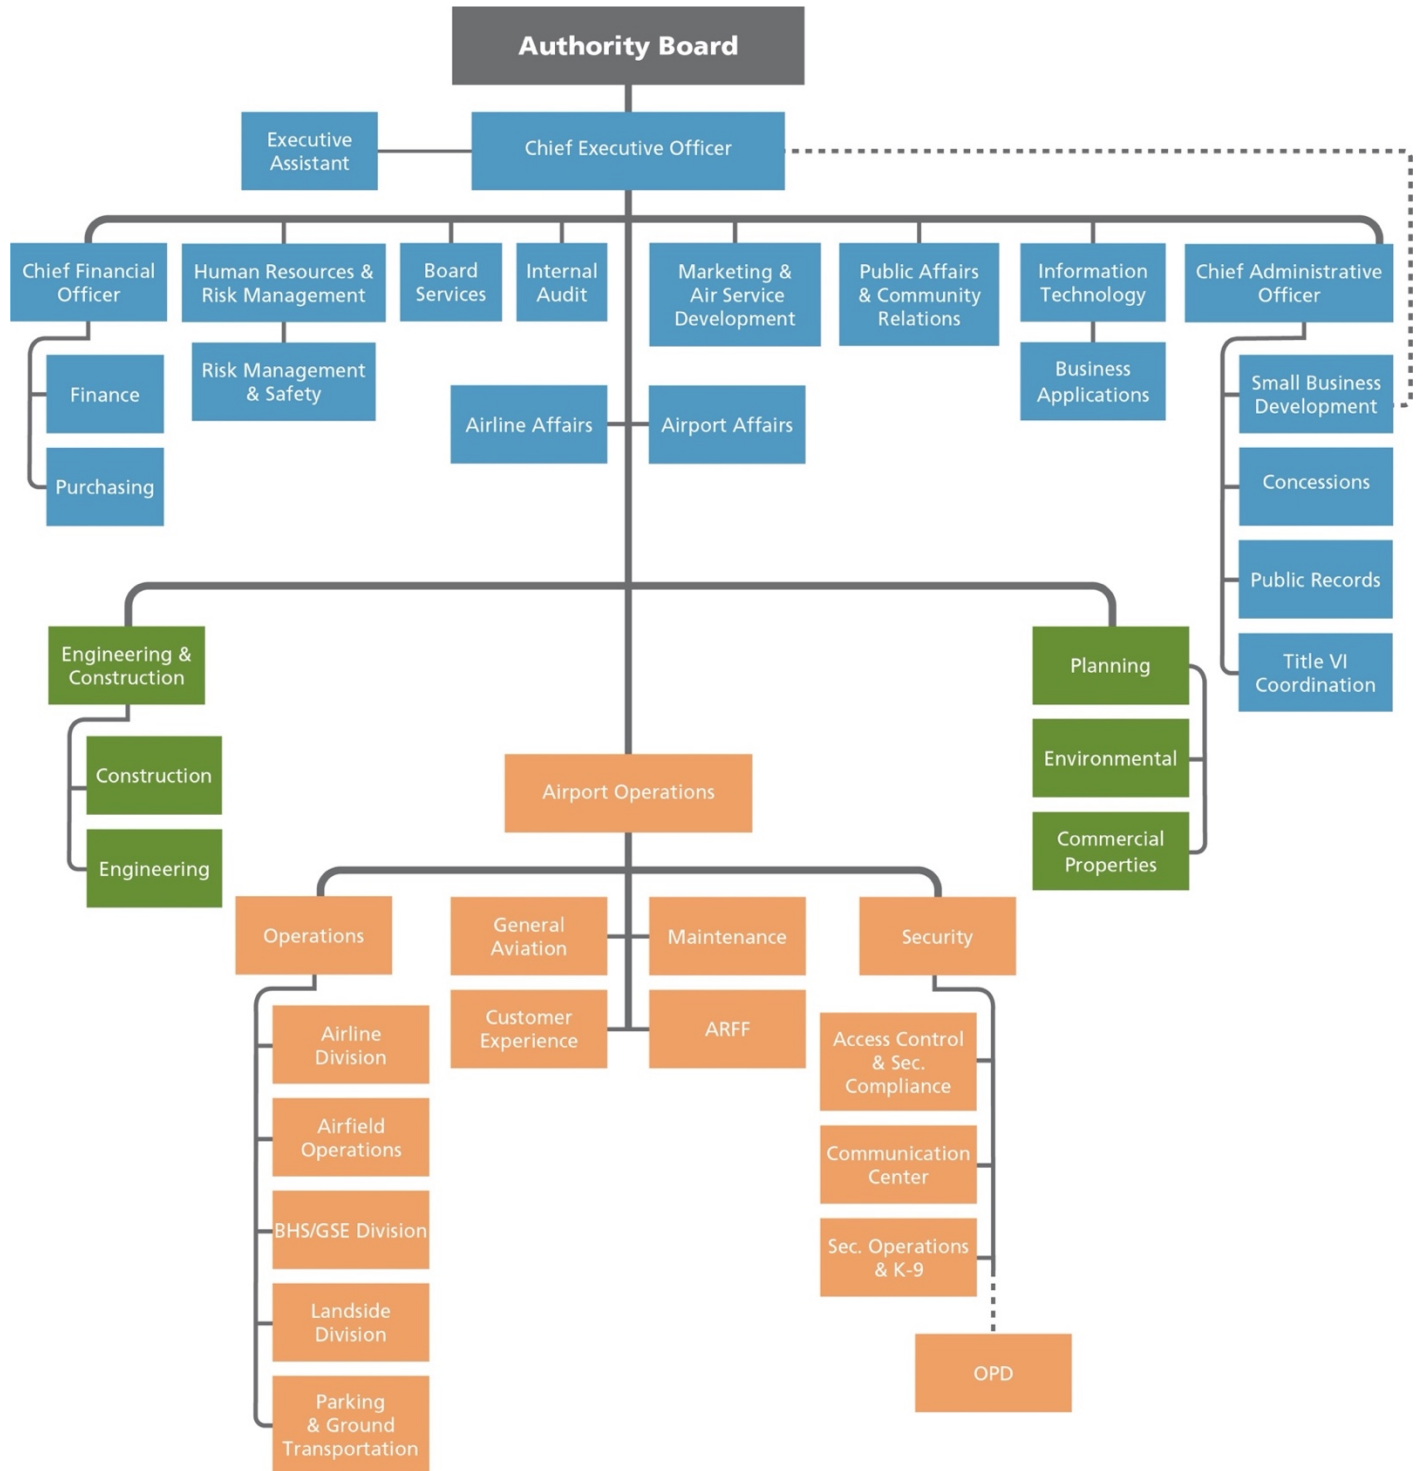 Authority Board
Executive
Assistant
Chief Executive Officer
Chief Financial
Officer
Human Resources &
Risk Management
Board
Services
Internal
Audit
Marketing &
Air Service
Development
Public Affairs
& Community
Relations
Information
Technology
Chief Administrative
Officer
Finance
Purchasing
Risk Management
& Safety
Airline Affairs
Airport Affairs
Business
Applications
Small Business
Development
Concessions
Public Records
Title VI
Coordination
Engineering &
Construction
Construction
Engineering
Planning
Environmental
Commercial
Properties
Airport Operations
Operations
General
Aviation
Maintenance
Security
Customer
Experience
ARFF
Airline
Division
Airfield
Operations
BHS/GSE Division
Landside
Division
Parking
& Ground
Transportation
Access Control
& Sec.
Compliance
Communication
Center
Sec. Operations
& K-9
OPD